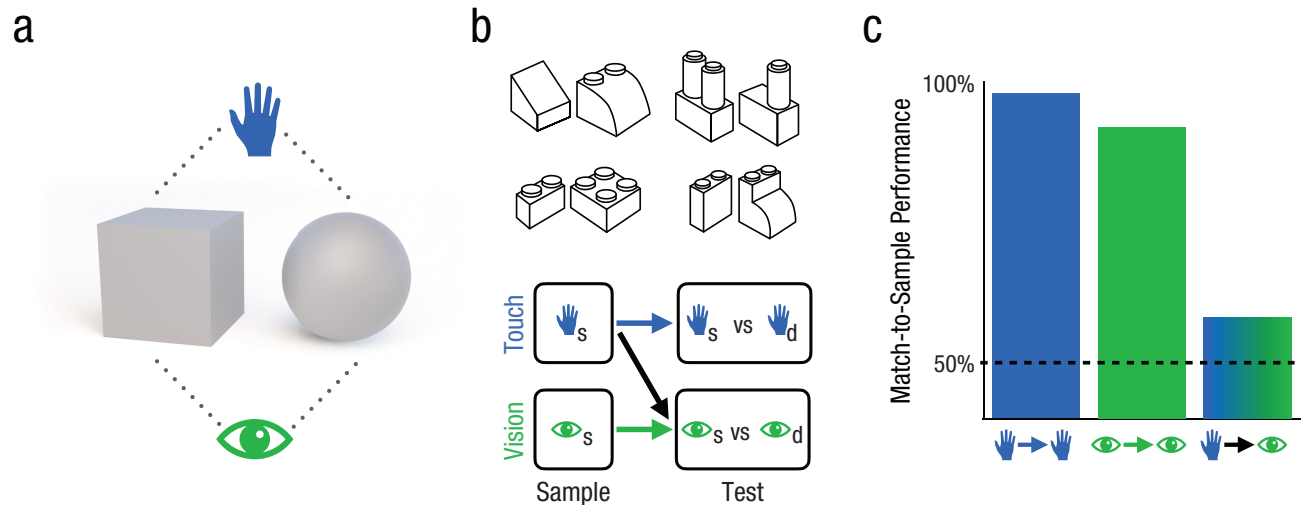 a
b
c
Touch
s
s vs d
Vision
s
s vs d
Sample
Test
Match-to-Sample Performance
100%
50%